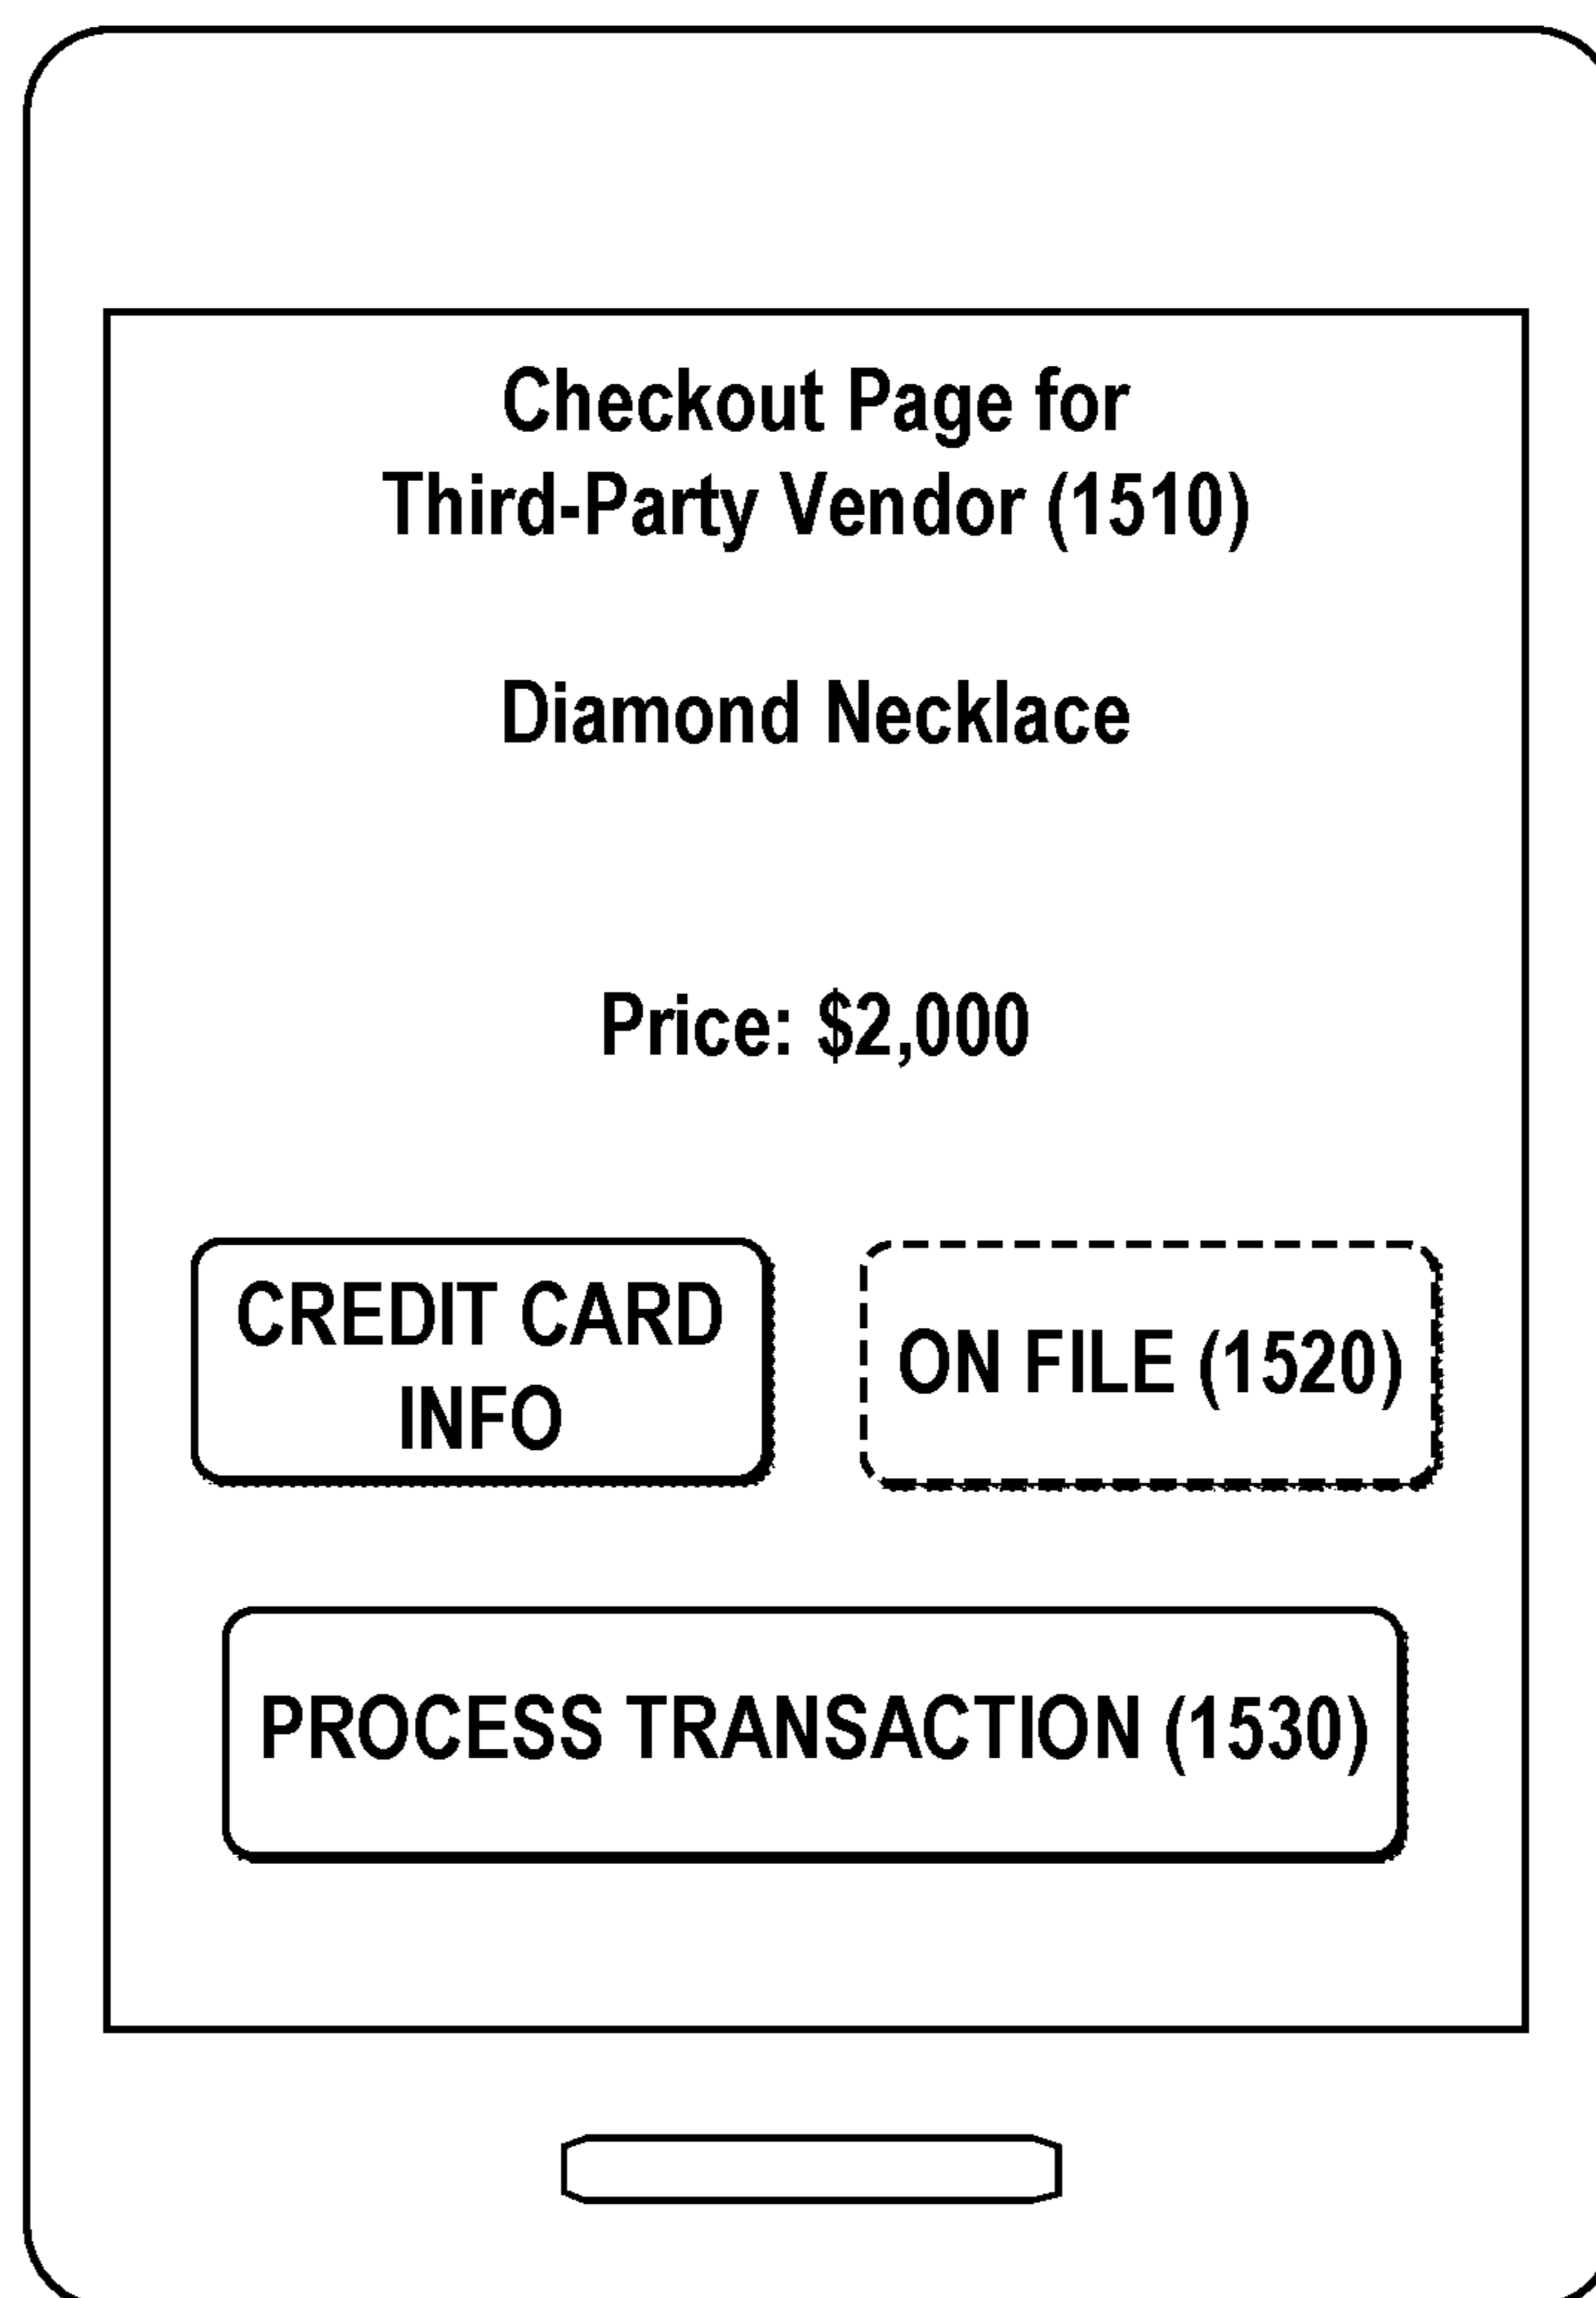 Checkout Page for
Third-Party Vendor (1510)
Diamond Necklace
Price: $2,000
CREDIT CARD
INFO
ON FILE (1520)
PROCESS TRANSACTION (1530)